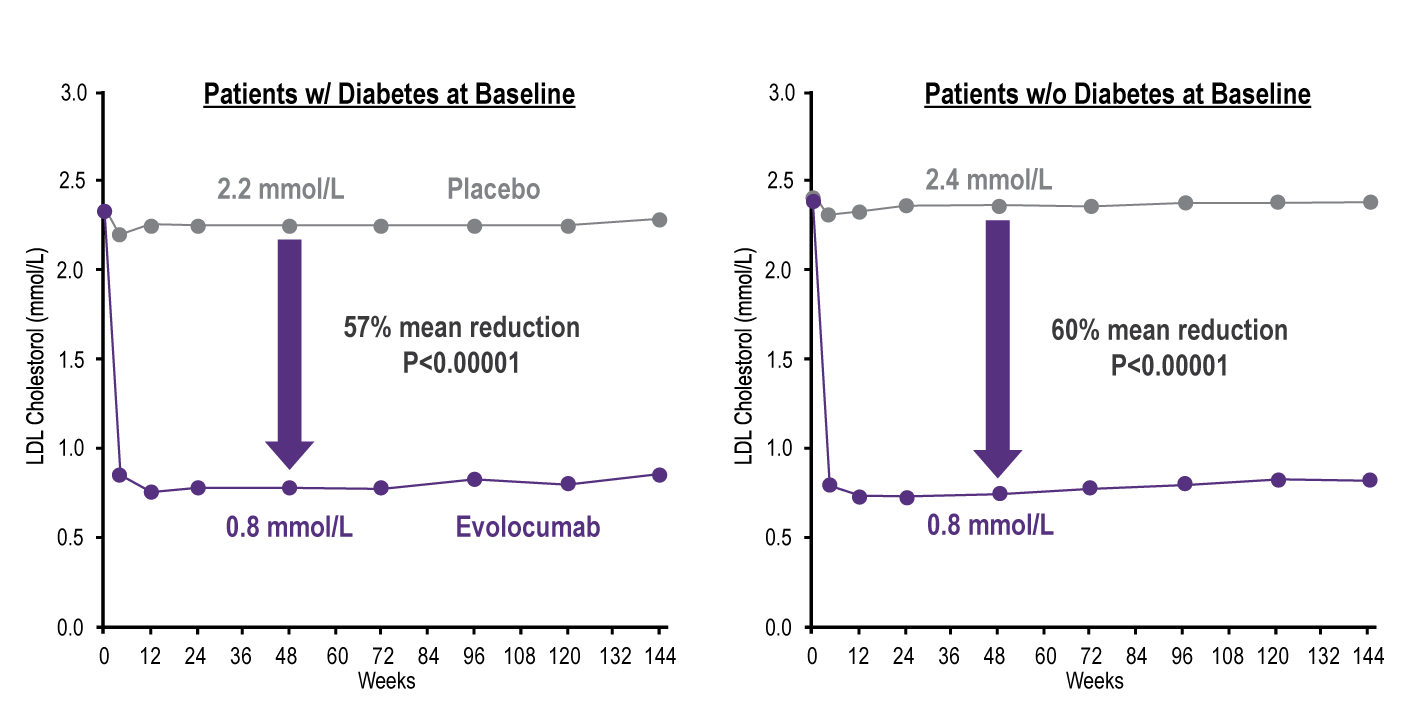 Patients w/ Diabetes at Baseline
3.0
2.5
2.0
1.5
1.0
0.5
0.0
LDL Cholestorol (mmol/L)
2.2 mmol/L
Placebo
57% mean reduction
P<0.00001
0.8 mmol/L
Evolocumab
0 12 24 36 48 60 72 84 96 108 120 132 144
Weeks
Patients w/o Diabetes at Baseline
3.0
2.5
2.0
1.5
1.0
0.5
0.0
LDL Cholestorol (mmol/L)
2.4 mmol/L
60% mean reduction
P<0.00001
0.8 mmol/L
0 12 24 36 48 60 72 84 96 108 120 132 144
Weeks